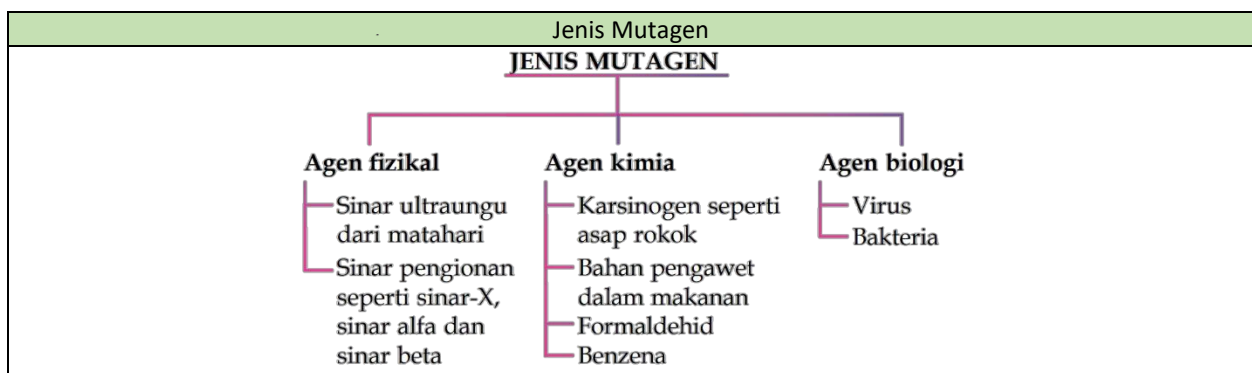 Jenis Mutagen
JENIS MUTAGEN
Agen fizikal
Sinar ultraungu
dari matahari
Sinar pengionan
seperti sinar-X,
sinar alfa dan
sinar beta
Agen kimia
Karsinogen seperti
asap rokok
Bahan pengawet
dalam makanan
Formaldehid
Benzena
Agen biologi
Virus
Bakteria